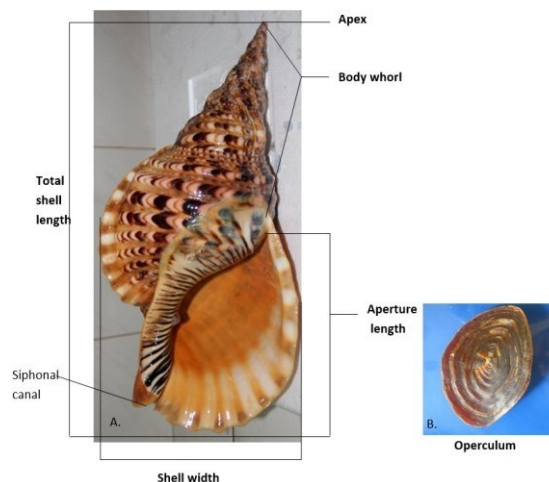 Apex
Body whorl
Total
shell
length
Aperture
length
Siphonal
canal
A.
B.
Operculum
Shell width